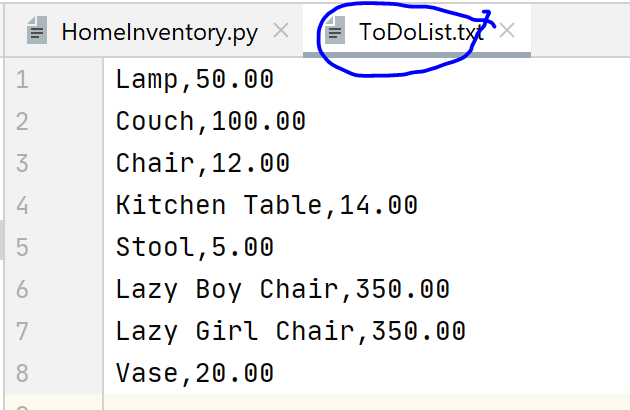 HomeInventory.py ToDoList.txt
1 Lamp,50.00
2 Couch,100.00
3 Chair,12.00
4 Kitchen Table,14.00
5 Stool,5.00
6 Lazy Boy Chair,350.00
7 Lazy Girl Chair,350.00
8 Vase,20.00